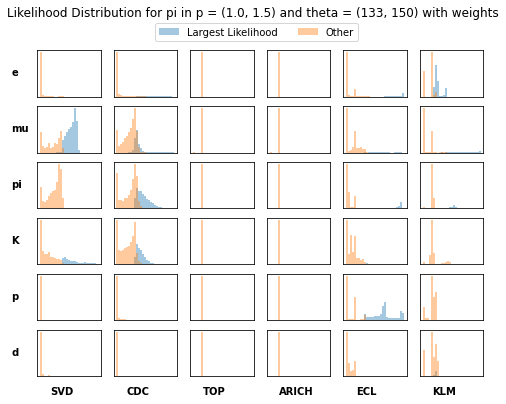 Likelihood Distribution for pi in p = (1.0, 1.5) and theta = (133, 150) with weights
Largest Likelihood Other
e
mu
pi
K
p
d
SVD CDC TOP ARICH ECL KLM